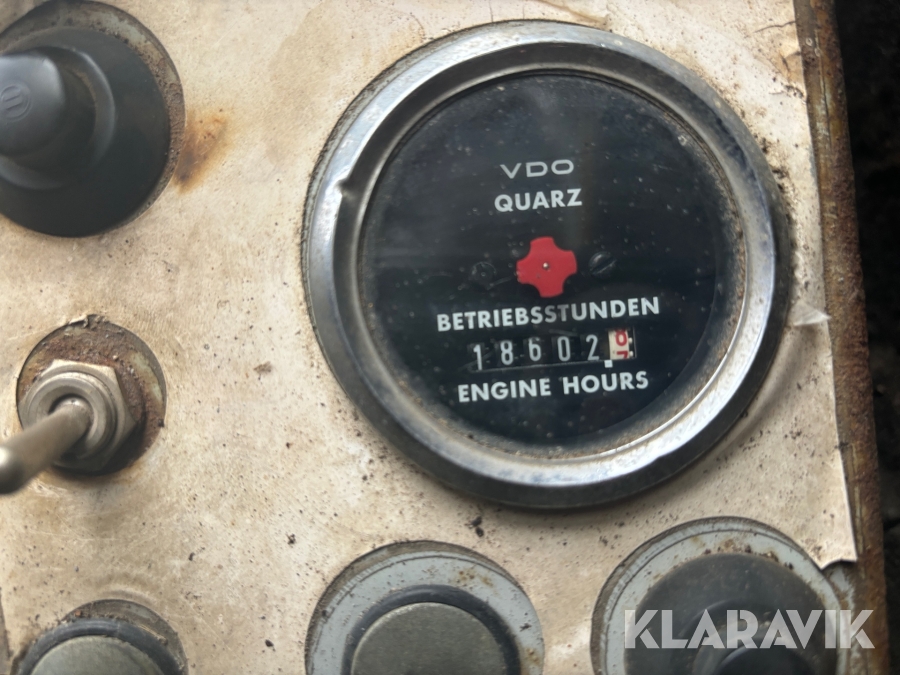 VDO
QUARZ
BETRIEBSSTUNDEN
18602
ENGINE HOURS
KLARAVIK